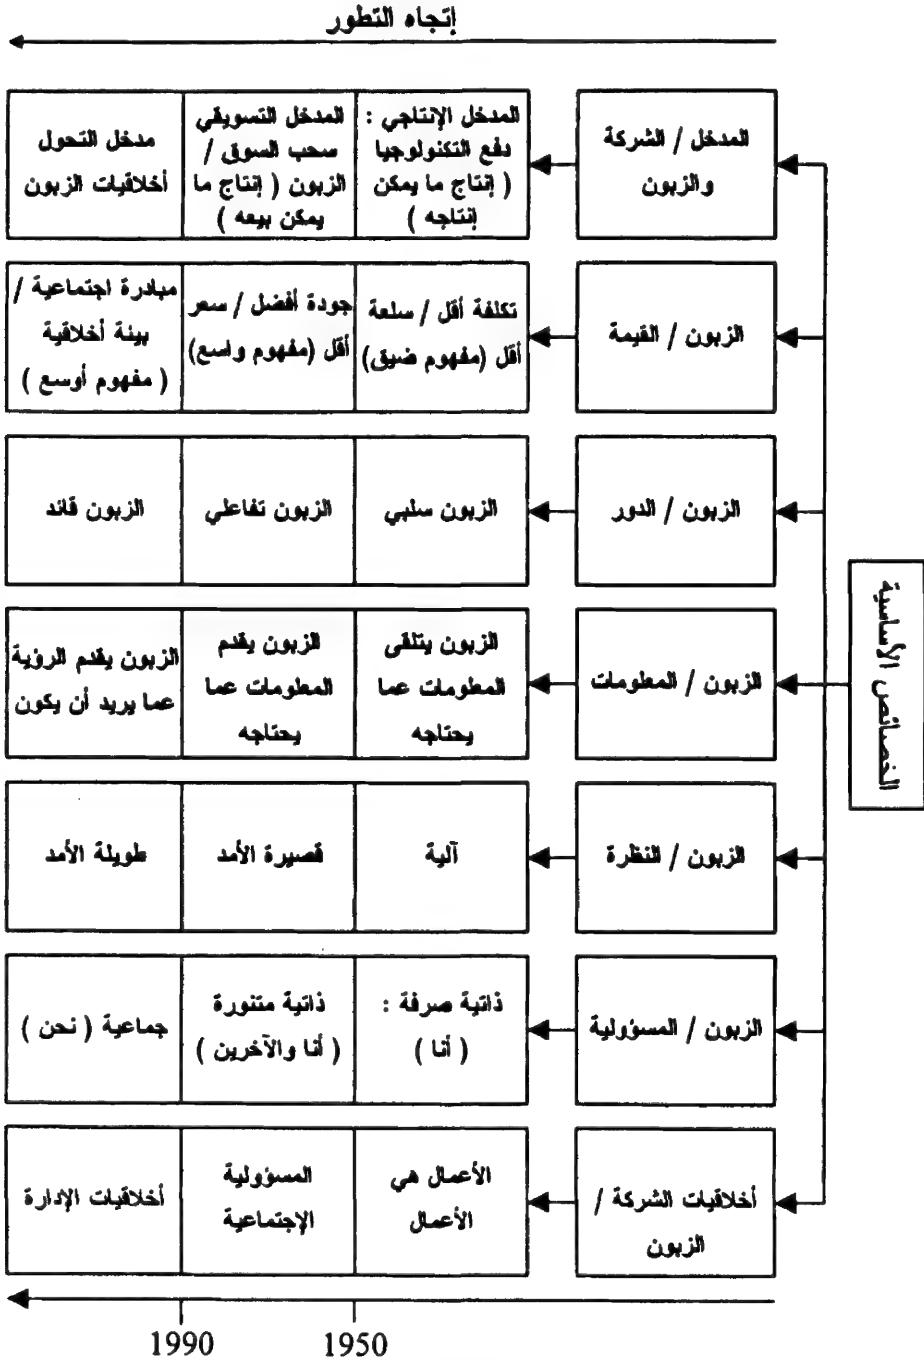 إتجاه التطور
الخصائص الأساسية
المدخل / الشركة
والزبون
المدخل الإنتاجي :
دفع التكنولوجيا
( إنتاج ما يمكن
إنتاجه )
المدخل التسويقي
سحب السوق /
الزبون ( إنتاج ما
يمكن بيعه )
مدخل التحول
أخلاقيات الزبون
الزبون / القيمة
تكلفة أقل / سلعة
أقل (مفهوم ضيق)
جودة أفضل / سعر
أقل (مفهوم واسع)
مبادرة اجتماعية /
بيئة أخلاقية
( مفهوم أوسع )
الزبون / الدور
الزبون سلبي
الزبون تفاعلي
الزبون قائد
الزبون / المعلومات
الزبون يتلقى
المعلومات عما
يحتاجه
الزبون يقدم
المعلومات عما
يحتاجه
الزبون يقدم الرؤية
عما يريد أن يكون
الزبون / النظرة
آلية
قصيرة الأمد
طويلة الأمد
الزبون / المسؤولية
ذاتية صرفة :
( أنا )
ذاتية متنورة
( أنا والآخرين )
جماعية ( نحن )
أخلاقيات الشركة /
الزبون
الأعمال هي
الأعمال
المسؤولية
الإجتماعية
أخلاقيات الإدارة
1950
1990